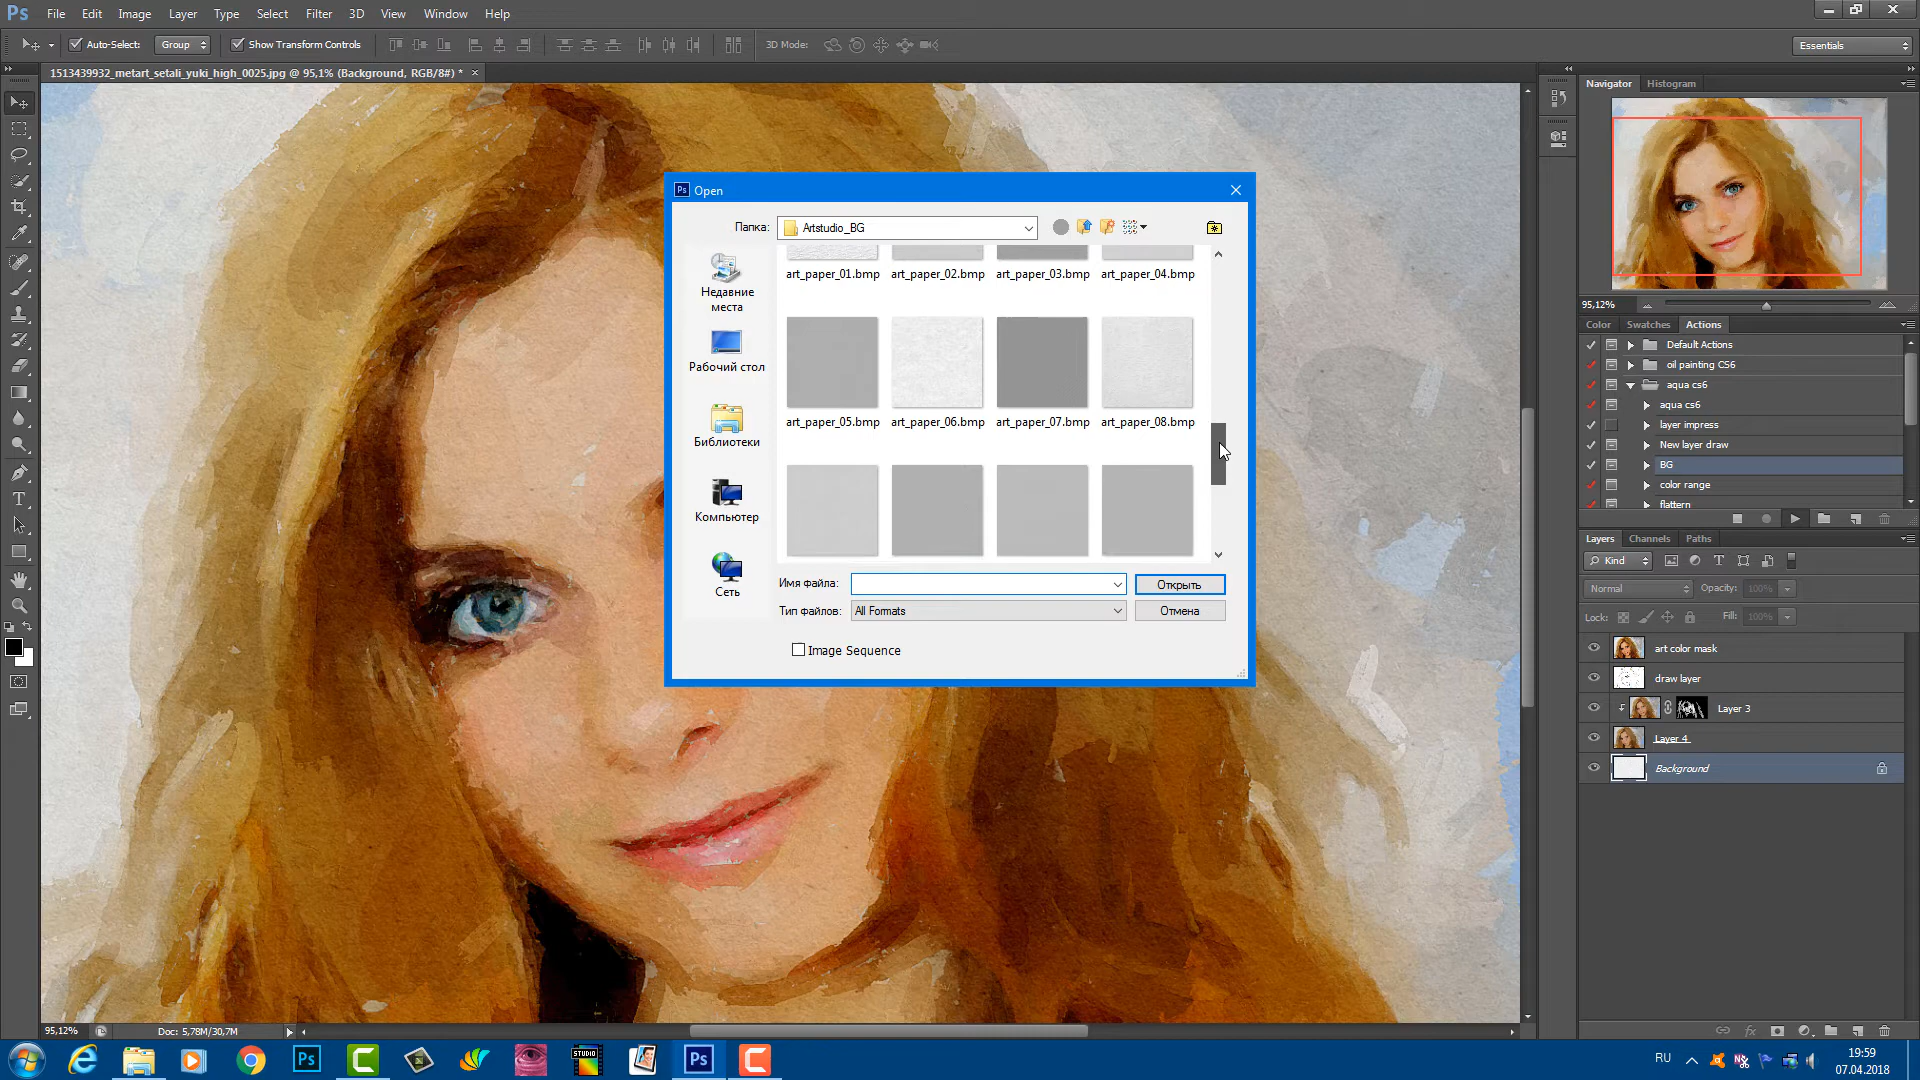 Ps File Edit Image Layer Type Select Filter 3D View Window Help
Auto-Select: Group Show Transform Controls 3D Mode: Essentials
1513439932_metart_setali_yuki_high_0025.jpg @ 95,1% (Background, RGB/8#) * ×
Navigator Histogram
95,12%
Color Swatches Actions
Default Actions
oil painting CS6
aqua cs6
aqua cs6
layer impress
New layer draw
BG
color range
flattern
Layers Channels Paths
Kind
Normal Opacity: 100%
Lock: Fill: 100%
art color mask
draw layer
Layer 3
Layer 4
Background
Ps Open
Папка: Artstudio_BG
Недавние
места
Рабочий стол
Библиотеки
Компьютер
Сеть
art_paper_01.bmp art_paper_02.bmp art_paper_03.bmp art_paper_04.bmp
art_paper_05.bmp art_paper_06.bmp art_paper_07.bmp art_paper_08.bmp
Имя файла: Открыть
Тип файлов: All Formats Отмена
Image Sequence
95,12% Doc: 5,78M/30,7M
Ps STUDIO Ps
RU 19:59
07.04.2018